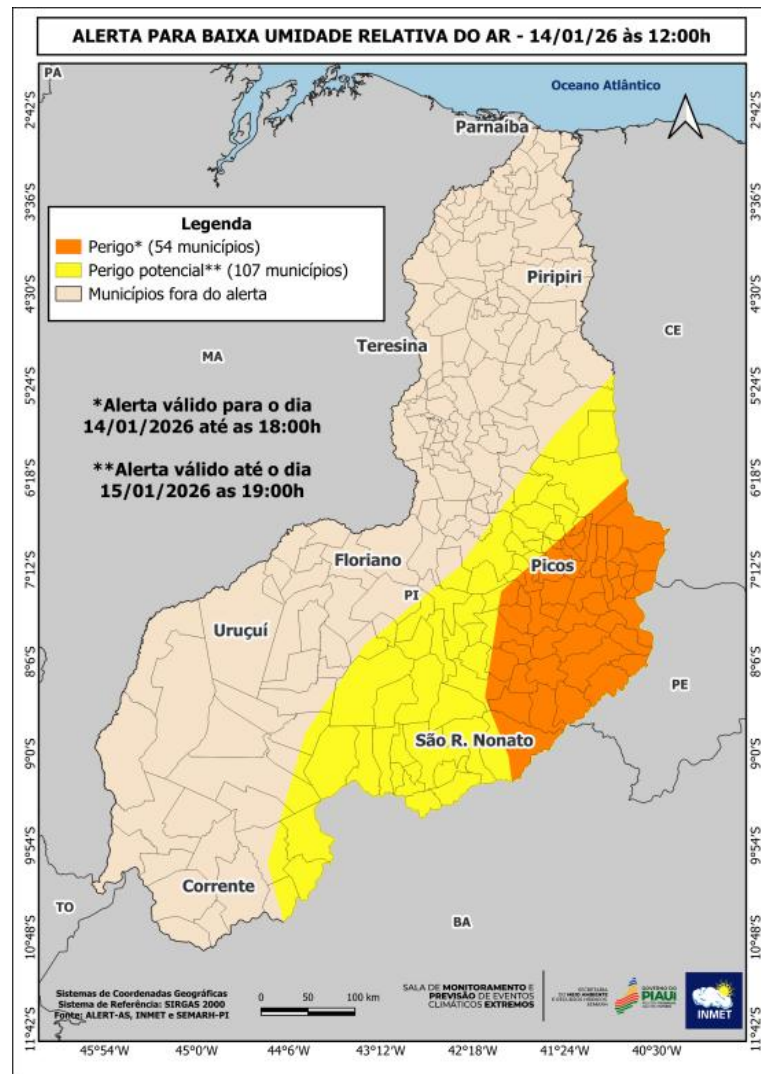 ALERTA PARA BAIXA UMIDADE RELATIVA DO AR - 14/01/26 às 12:00h
PA
Oceano Atlântico
Parnaíba
2°42'S
3°36'S
4°30'S
5°24'S
6°18'S
7°12'S
8°6'S
9°0'S
9°54'S
10°48'S
11°42'S
Legenda
Perigo* (54 municípios)
Perigo potencial** (107 municípios)
Municípios fora do alerta
Piripiri
CE
Teresina
MA
*Alerta válido para o dia
14/01/2026 até as 18:00h
**Alerta válido até o dia
15/01/2026 as 19:00h
Floriano
Picos
PI
Uruçuí
PE
São R. Nonato
Corrente
TO
BA
2°42'S
3°36'S
4°30'S
5°24'S
6°18'S
7°12'S
8°6'S
9°0'S
9°54'S
10°48'S
11°42'S
Sistemas de Coordenadas Geográficas
Sistema de Referência: SIRGAS 2000
Fonte: ALERT-AS, INMET e SEMARH-PI
0 50 100 km
SALA DE MONITORAMENTO E
PREVISÃO DE EVENTOS
CLIMÁTICOS EXTREMOS
SECRETARIA
DO MEIO AMBIENTE
GOVERNO DO
PIAUÍ
INMET
45°54'W 45°0'W 44°6'W 43°12'W 42°18'W 41°24'W 40°30'W